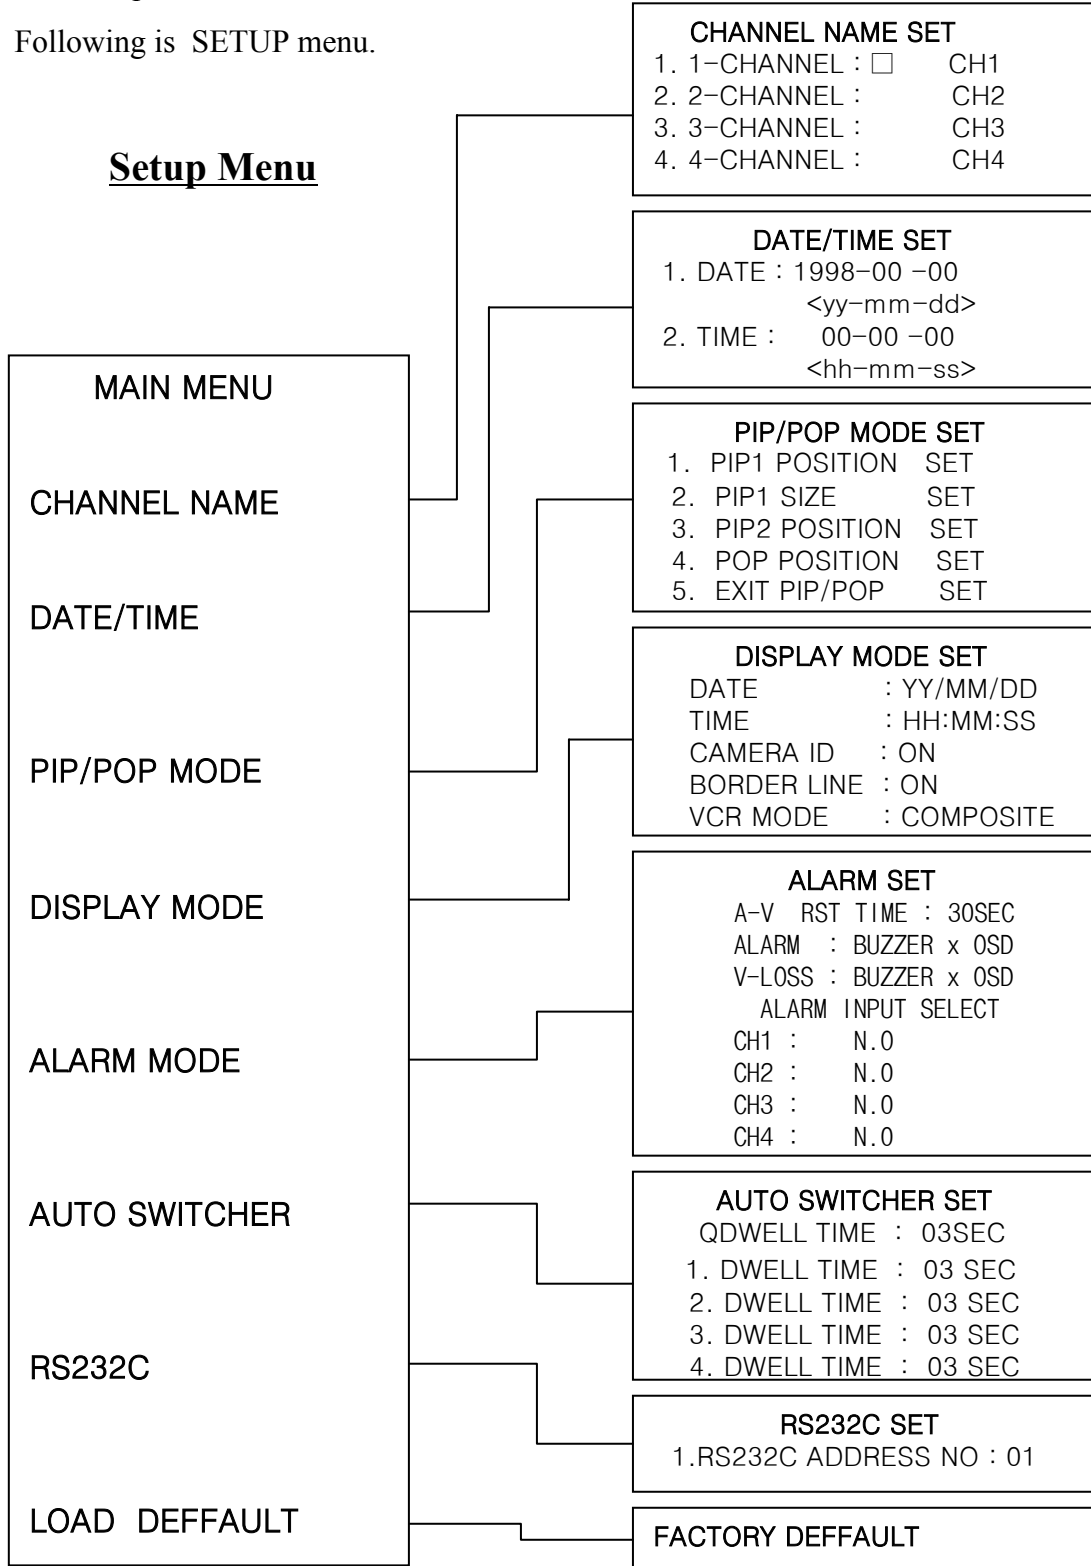 Following is SETUP menu.
Setup Menu
MAIN MENU
CHANNEL NAME
DATE/TIME
PIP/POP MODE
DISPLAY MODE
ALARM MODE
AUTO SWITCHER
RS232C
LOAD DEFFAULT
CHANNEL NAME SET
1. 1-CHANNEL : □ CH1
2. 2-CHANNEL : CH2
3. 3-CHANNEL : CH3
4. 4-CHANNEL : CH4
DATE/TIME SET
1. DATE : 1998-00 -00
<yy-mm-dd>
2. TIME : 00-00 -00
<hh-mm-ss>
PIP/POP MODE SET
1. PIP1 POSITION SET
2. PIP1 SIZE SET
3. PIP2 POSITION SET
4. POP POSITION SET
5. EXIT PIP/POP SET
DISPLAY MODE SET
DATE : YY/MM/DD
TIME : HH:MM:SS
CAMERA ID : ON
BORDER LINE : ON
VCR MODE : COMPOSITE
ALARM SET
A-V RST TIME : 30SEC
ALARM : BUZZER x OSD
V-LOSS : BUZZER x OSD
ALARM INPUT SELECT
CH1 : N.O
CH2 : N.O
CH3 : N.O
CH4 : N.O
AUTO SWITCHER SET
QDWELL TIME : 03SEC
1. DWELL TIME : 03 SEC
2. DWELL TIME : 03 SEC
3. DWELL TIME : 03 SEC
4. DWELL TIME : 03 SEC
RS232C SET
1.RS232C ADDRESS NO : 01
FACTORY DEFFAULT